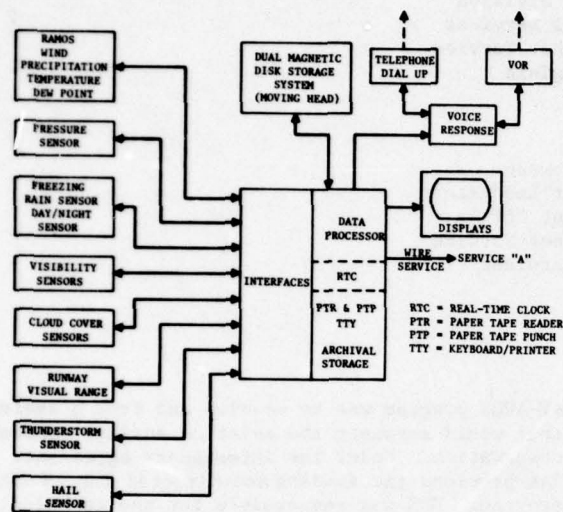 RAMOS
WIND
PRECIPITATION
TEMPERATURE
DEW POINT
PRESSURE
SENSOR
FREEZING
RAIN SENSOR
DAY/NIGHT
SENSOR
VISIBILITY
SENSORS
CLOUD COVER
SENSORS
RUNWAY
VISUAL RANGE
THUNDERSTORM
SENSOR
HAIL
SENSOR
DUAL MAGNETIC
DISK STORAGE
SYSTEM
(MOVING HEAD)
TELEPHONE
DIAL UP
VOR
VOICE
RESPONSE
INTERFACES
DATA
PROCESSOR
RTC
PTR & PTP
TTY
ARCHIVAL
STORAGE
DISPLAYS
WIRE
SERVICE
SERVICE "A"
RTC = REAL-TIME CLOCK
PTR = PAPER TAPE READER
PTP = PAPER TAPE PUNCH
TTY = KEYBOARD/PRINTER